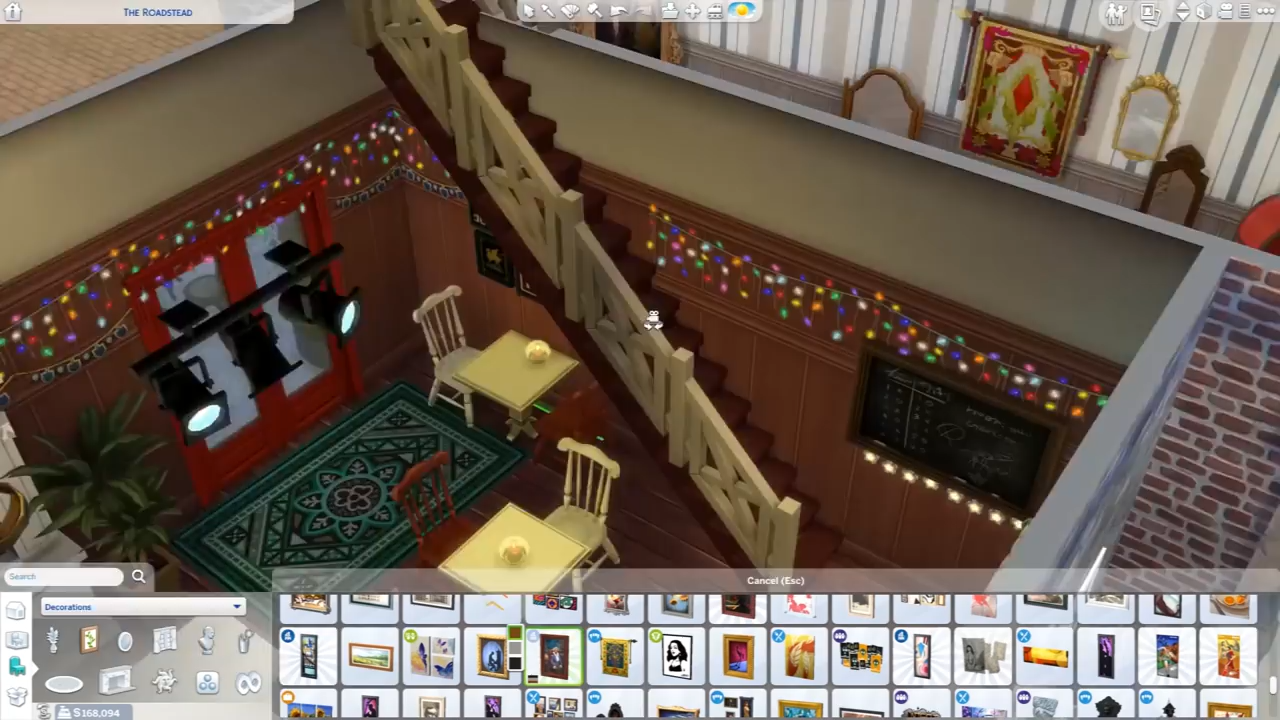 THE ROADSTEAD
Cancel (Esc)
Search
Decorations
§168,094